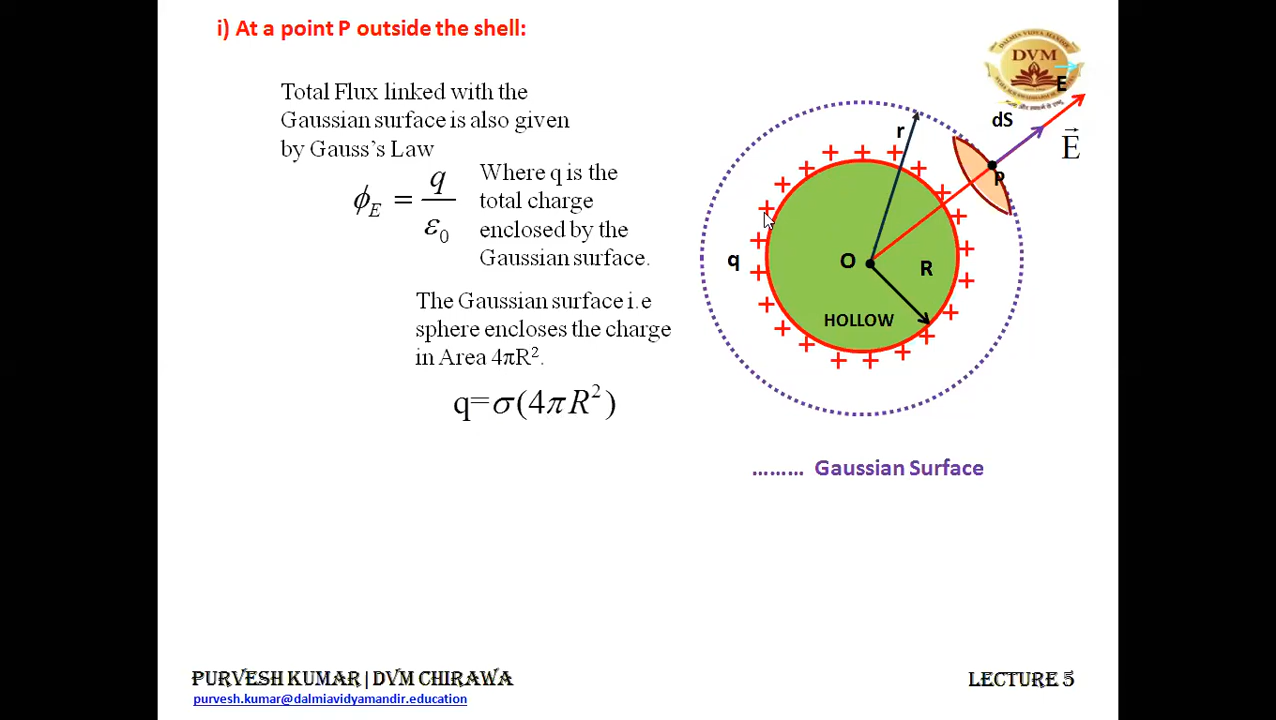 i) At a point P outside the shell:
Total Flux linked with the
Gaussian surface is also given
by Gauss’s Law
ϕE = q/ε0
Where q is the
total charge
enclosed by the
Gaussian surface.
The Gaussian surface i.e
sphere encloses the charge
in Area 4πR².
q=σ(4πR²)
DVM
E
dS
E⃗
r
P
q
O
R
HOLLOW
……… Gaussian Surface
PURVESH KUMAR|DVM CHIRAWA
purvesh.kumar@dalmiavidyamandir.education
LECTURE 5